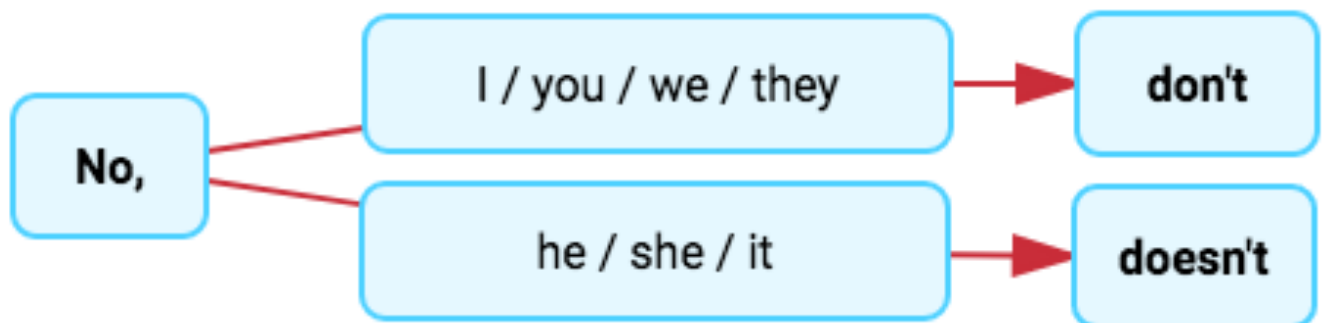 No,
I / you / we / they
don't
he / she / it
doesn't